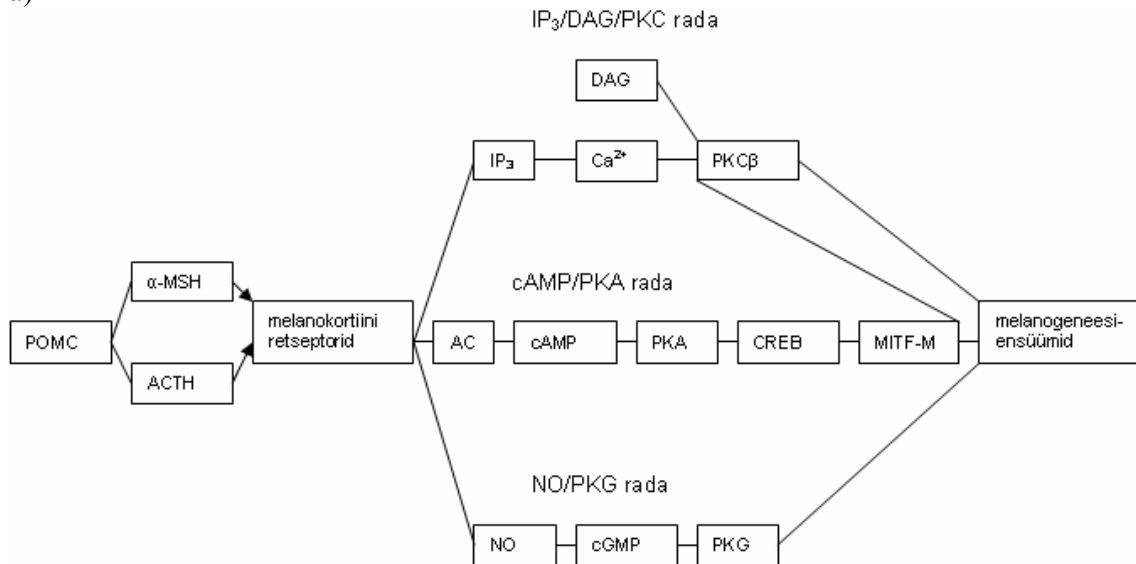 IP₃/DAG/PKC rada
DAG
IP₃
Ca²⁺
PKCβ
cAMP/PKA rada
POMC
α-MSH
ACTH
melanokortiini
retseptorid
AC
cAMP
PKA
CREB
MITF-M
melanogeneesi-
ensüümid
NO/PKG rada
NO
cGMP
PKG